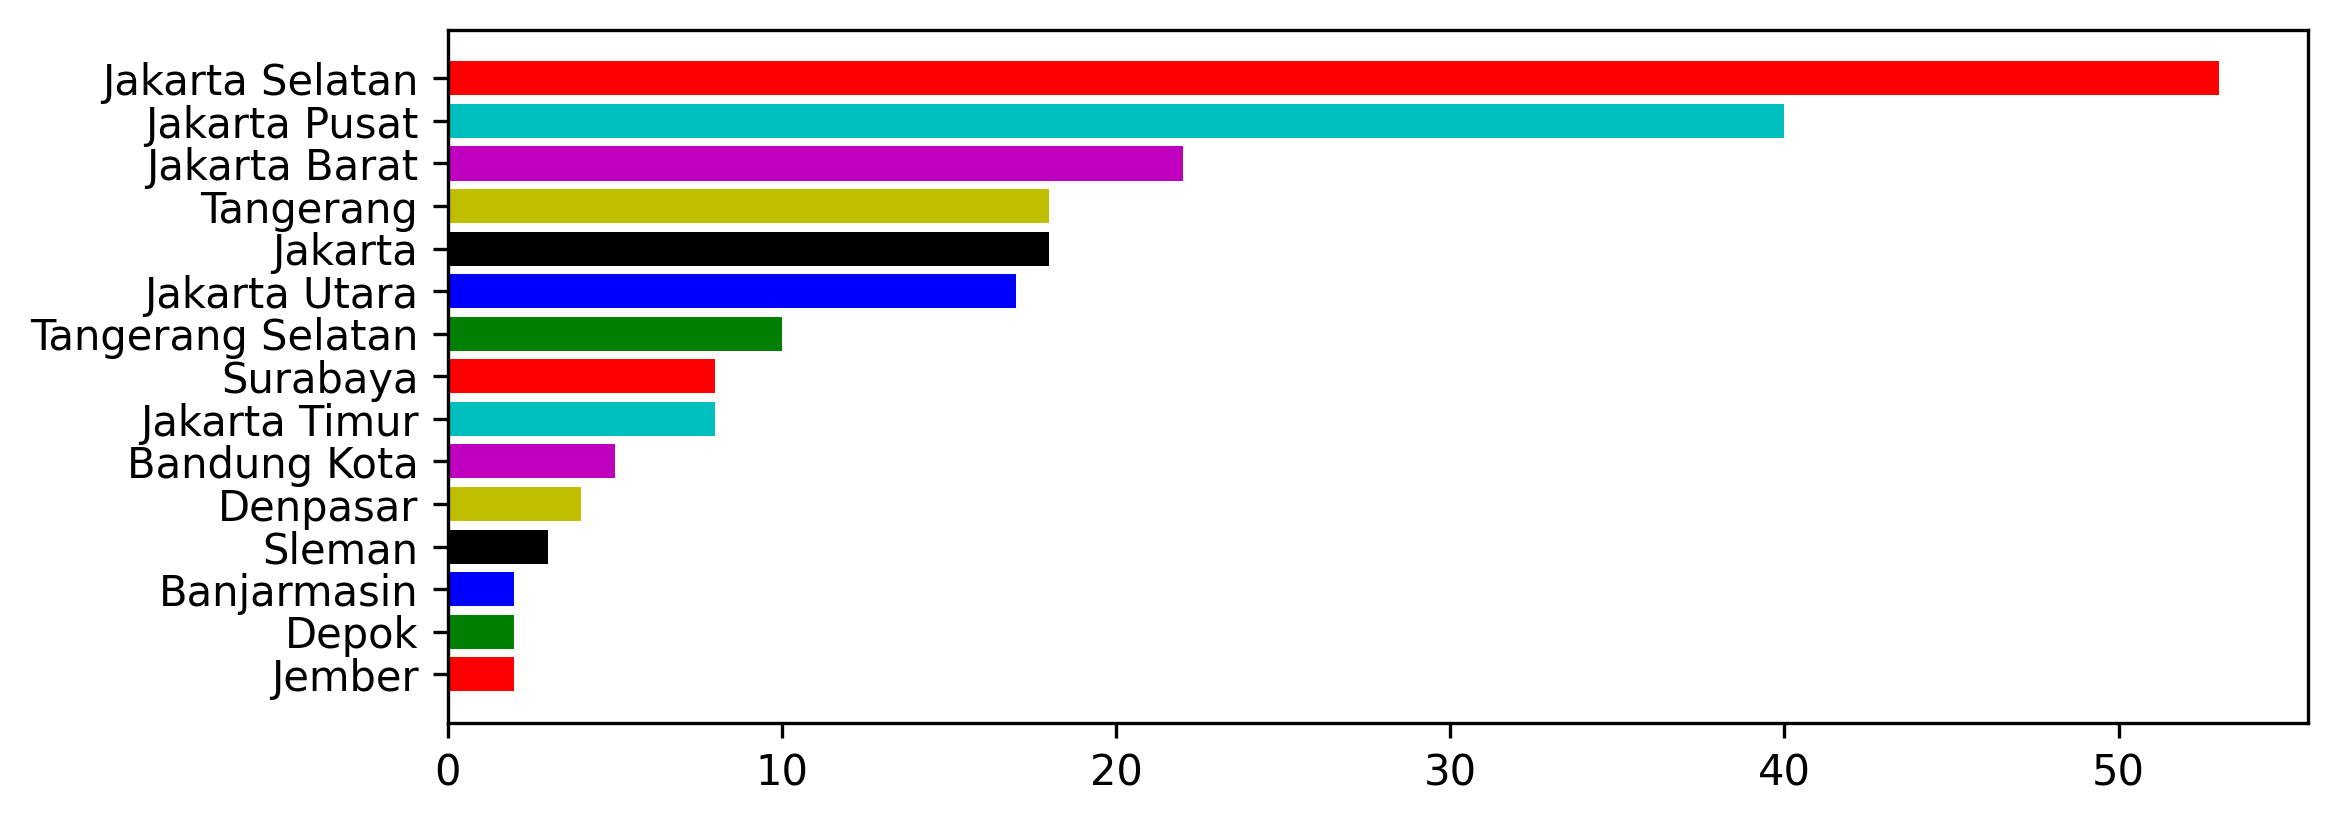 Jakarta Selatan
Jakarta Pusat
Jakarta Barat
Tangerang
Jakarta
Jakarta Utara
Tangerang Selatan
Surabaya
Jakarta Timur
Bandung Kota
Denpasar
Sleman
Banjarmasin
Depok
Jember
0 10 20 30 40 50